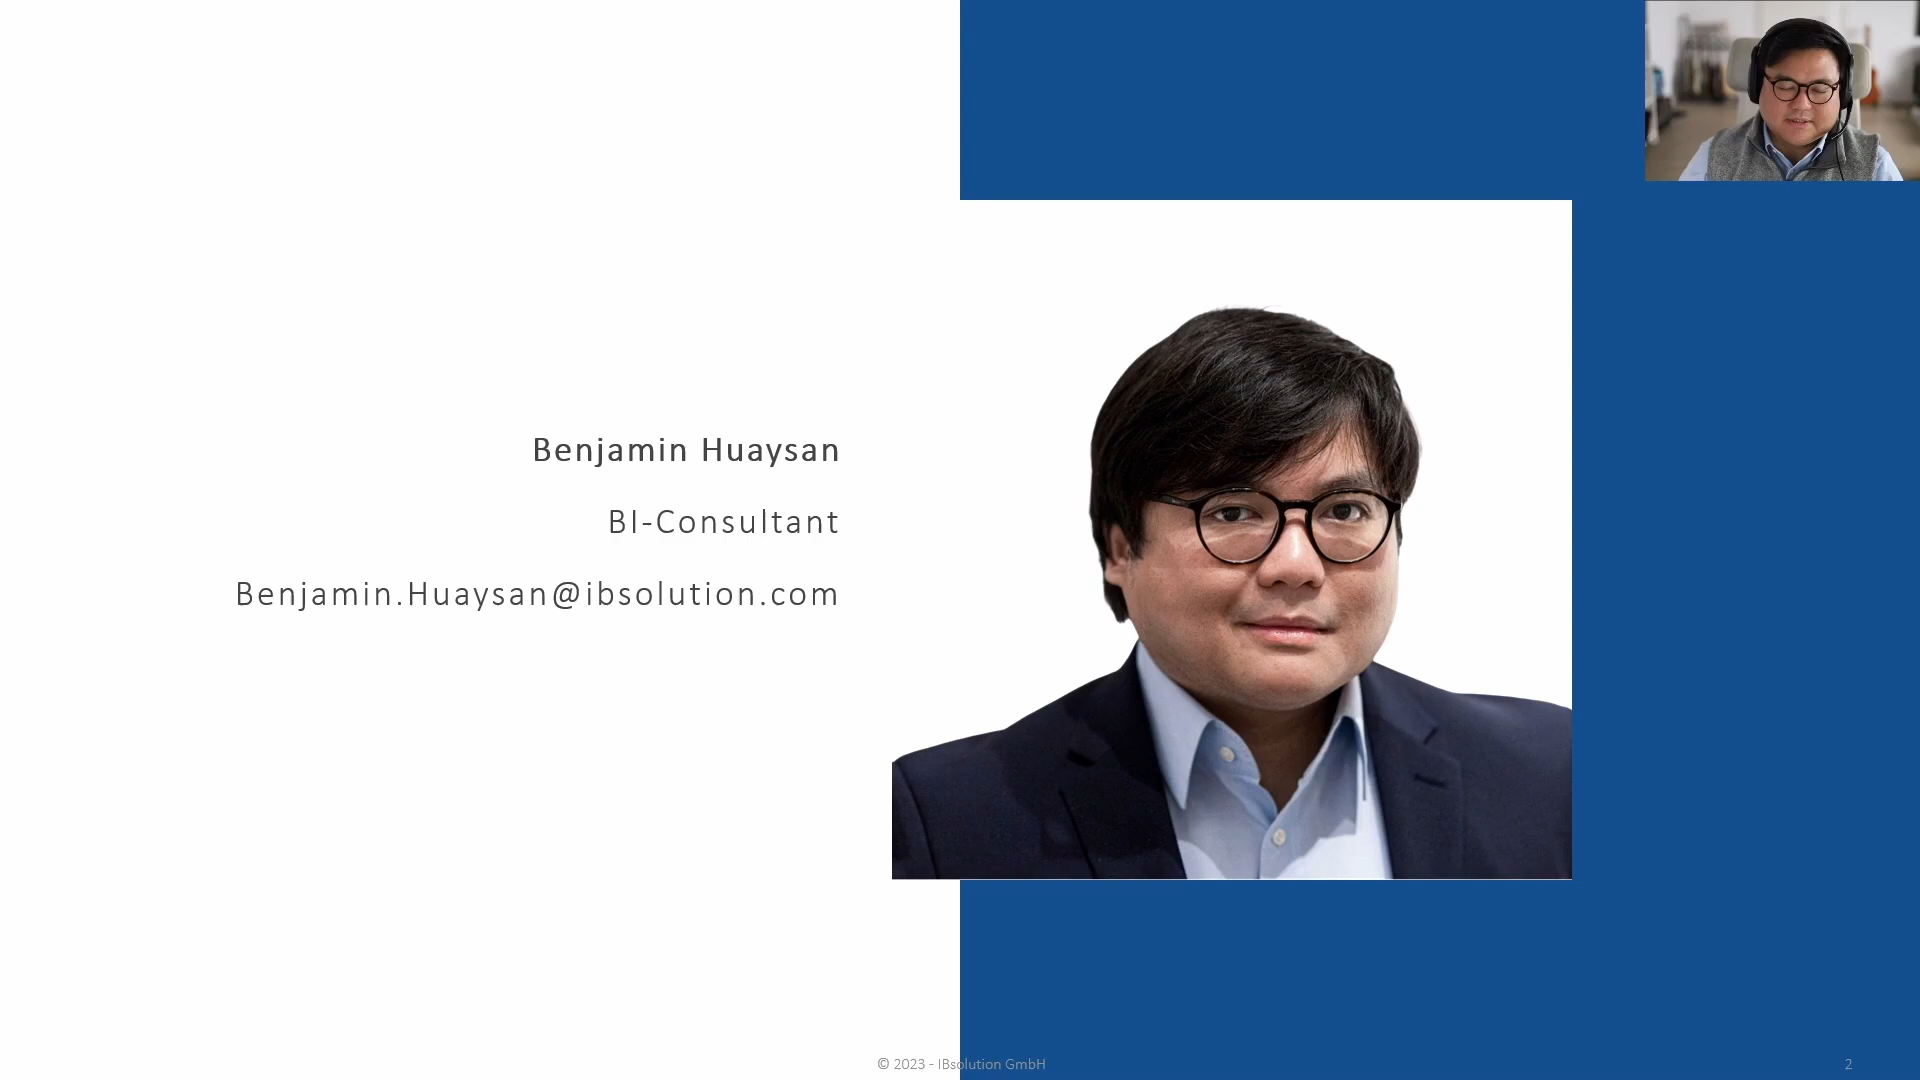 Benjamin Huaysan
BI-Consultant
Benjamin.Huaysan@ibsolution.com
© 2023 - IBsolution GmbH
2